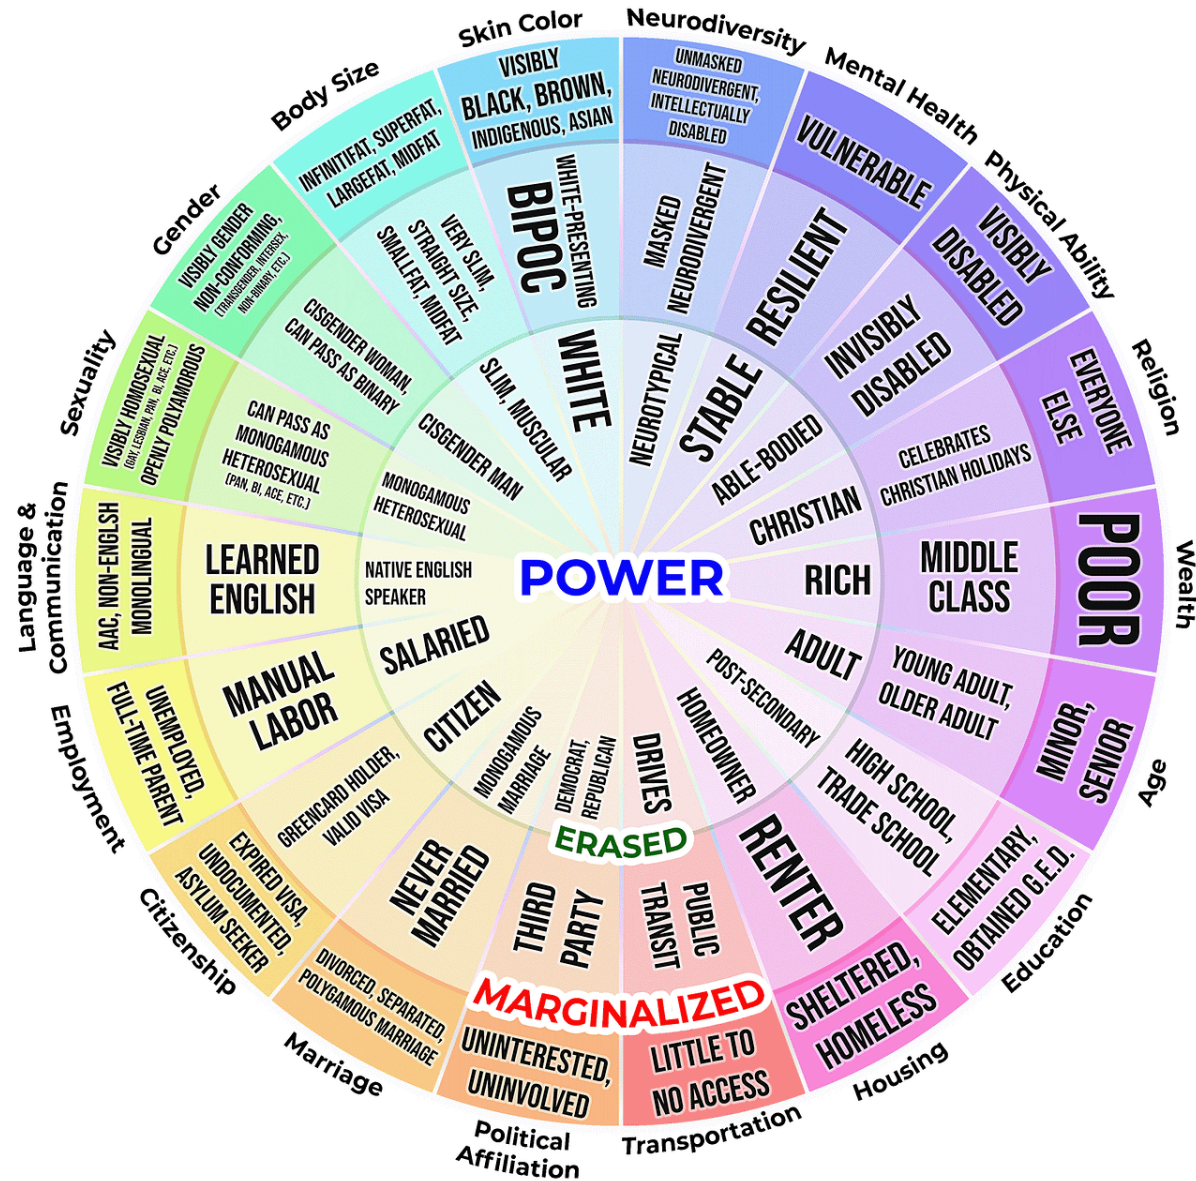 Skin Color
VISIBLY
BLACK, BROWN,
INDIGENOUS, ASIAN
WHITE-PRESENTING
BIPOC
WHITE
Neurodiversity
UNMASKED
NEURODIVERGENT,
INTELLECTUALLY
DISABLED
MASKED
NEURODIVERGENT
NEUROTYPICAL
Mental Health
VULNERABLE
RESILIENT
STABLE
Physical Ability
VISIBLY
DISABLED
INVISIBLY
DISABLED
ABLE-BODIED
Religion
EVERYONE
ELSE
CELEBRATES
CHRISTIAN HOLIDAYS
CHRISTIAN
Wealth
POOR
MIDDLE
CLASS
RICH
Age
MINOR,
SENIOR
YOUNG ADULT,
OLDER ADULT
ADULT
Education
ELEMENTARY,
OBTAINED G.E.D.
HIGH SCHOOL,
TRADE SCHOOL
POST-SECONDARY
Housing
SHELTERED,
HOMELESS
RENTER
HOMEOWNER
Transportation
LITTLE TO
NO ACCESS
PUBLIC
TRANSIT
DRIVES
Political
Affiliation
UNINTERESTED,
UNINVOLVED
THIRD
PARTY
DEMOCRAT,
REPUBLICAN
Marriage
DIVORCED, SEPARATED,
POLYGAMOUS MARRIAGE
NEVER
MARRIED
MONOGAMOUS
MARRIAGE
Citizenship
EXPIRED VISA,
UNDOCUMENTED,
ASYLUM SEEKER
GREENCARD HOLDER,
VALID VISA
CITIZEN
Employment
UNEMPLOYED,
FULL-TIME PARENT
MANUAL
LABOR
SALARIED
Language &
Communication
AAC, NON-ENGLSH
MONOLINGUAL
LEARNED
ENGLISH
NATIVE ENGLISH
SPEAKER
Sexuality
VISIBLY HOMOSEXUAL
(GAY, LESBIAN, PAN, BI, ACE, ETC.)
OPENLY POLYAMOROUS
CAN PASS AS
MONOGAMOUS
HETEROSEXUAL
(PAN, BI, ACE, ETC.)
MONOGAMOUS
HETEROSEXUAL
Gender
VISIBLY GENDER
NON-CONFORMING,
(TRANSGENDER, INTERSEX,
NON-BINARY, ETC.)
CISGENDER WOMAN,
CAN PASS AS BINARY
CISGENDER MAN
Body Size
INFINITIFAT, SUPERFAT,
LARGEFAT, MIDFAT
VERY SLIM,
STRAIGHT SIZE,
SMALLFAT, MIDFAT
SLIM, MUSCULAR
POWER
ERASED
MARGINALIZED